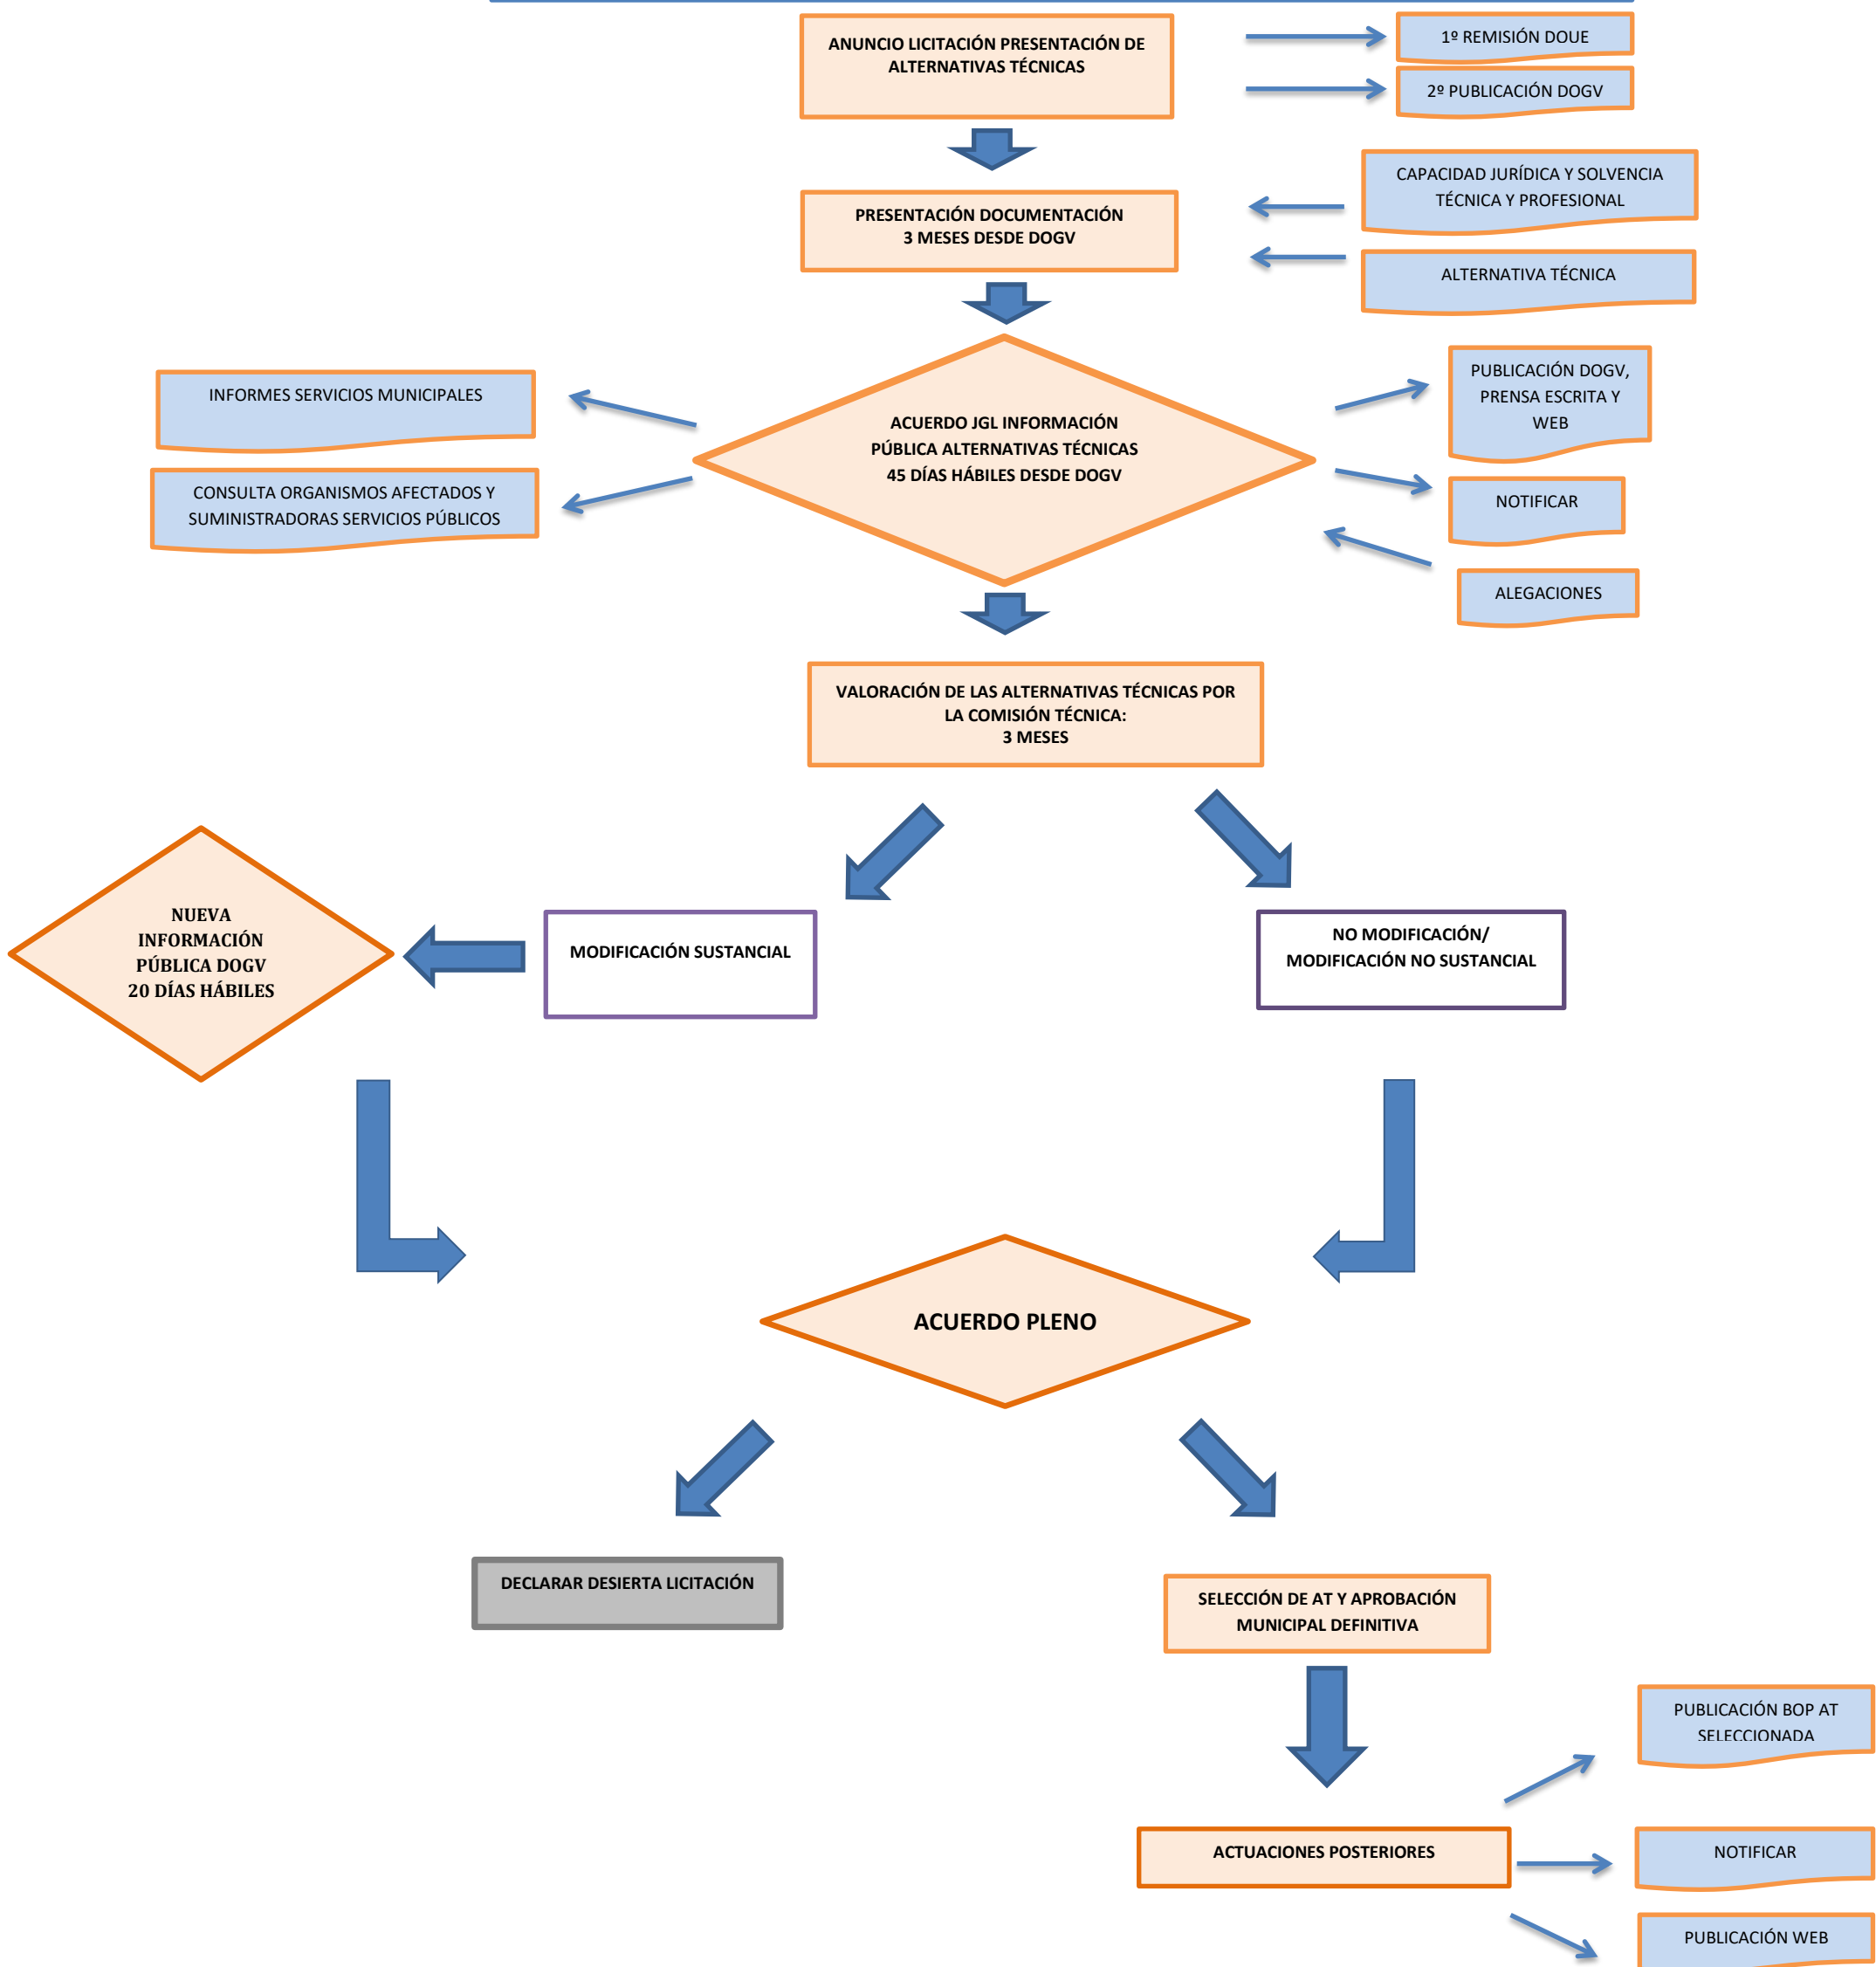 ANUNCIO LICITACIÓN PRESENTACIÓN DE
ALTERNATIVAS TÉCNICAS
1º REMISIÓN DOUE
2º PUBLICACIÓN DOGV
PRESENTACIÓN DOCUMENTACIÓN
3 MESES DESDE DOGV
CAPACIDAD JURÍDICA Y SOLVENCIA
TÉCNICA Y PROFESIONAL
ALTERNATIVA TÉCNICA
INFORMES SERVICIOS MUNICIPALES
CONSULTA ORGANISMOS AFECTADOS Y
SUMINISTRADORAS SERVICIOS PÚBLICOS
ACUERDO JGL INFORMACIÓN
PÚBLICA ALTERNATIVAS TÉCNICAS
45 DÍAS HÁBILES DESDE DOGV
PUBLICACIÓN DOGV,
PRENSA ESCRITA Y
WEB
NOTIFICAR
ALEGACIONES
VALORACIÓN DE LAS ALTERNATIVAS TÉCNICAS POR
LA COMISIÓN TÉCNICA:
3 MESES
NUEVA
INFORMACIÓN
PÚBLICA DOGV
20 DÍAS HÁBILES
MODIFICACIÓN SUSTANCIAL
NO MODIFICACIÓN/
MODIFICACIÓN NO SUSTANCIAL
ACUERDO PLENO
DECLARAR DESIERTA LICITACIÓN
SELECCIÓN DE AT Y APROBACIÓN
MUNICIPAL DEFINITIVA
PUBLICACIÓN BOP AT
SELECCIONADA
ACTUACIONES POSTERIORES
NOTIFICAR
PUBLICACIÓN WEB